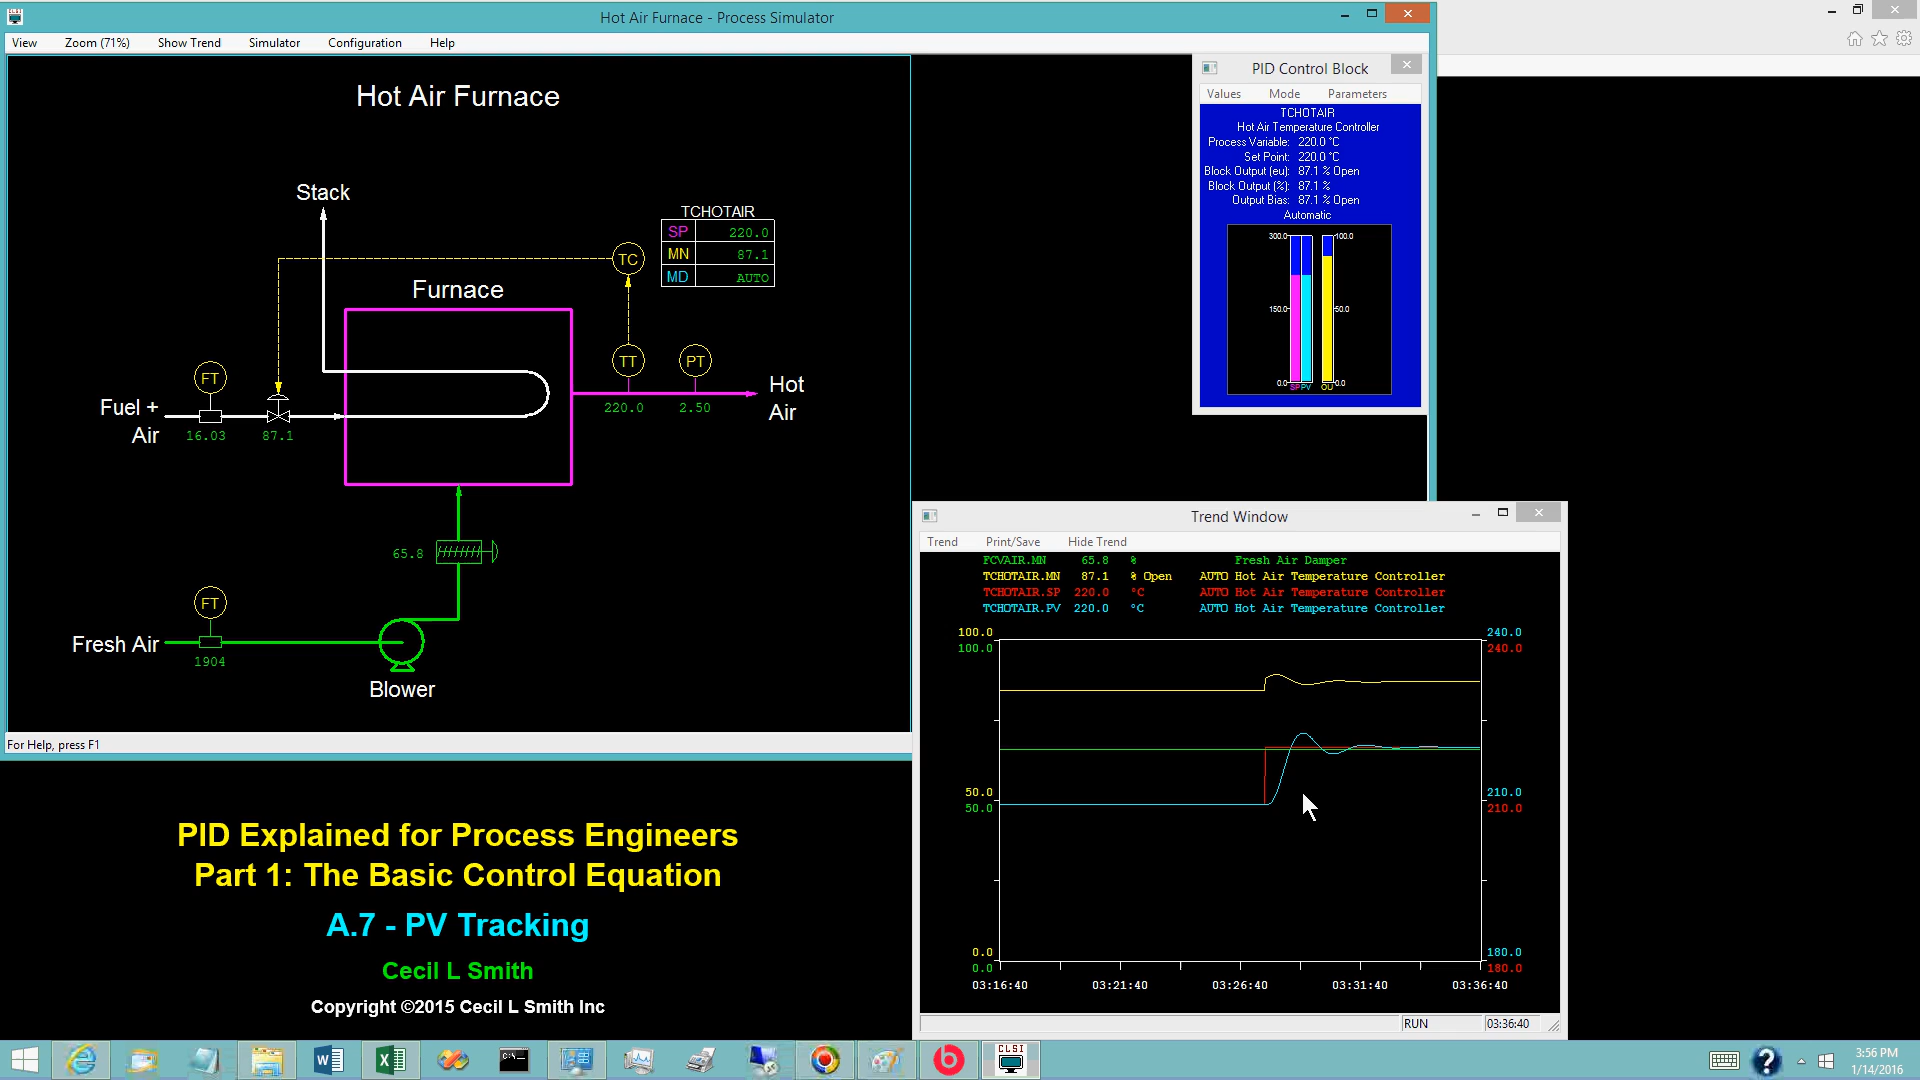 Hot Air Furnace - Process Simulator
View Zoom (71%) Show Trend Simulator Configuration Help
Hot Air Furnace
Stack
TCHOTAIR
SP 220.0
MN 87.1
MD AUTO
TC
Furnace
FT
TT
PT
Fuel +
Air
16.03
87.1
220.0
2.50
Hot
Air
65.8
FT
Fresh Air
1904
Blower
For Help, press F1
PID Control Block
Values Mode Parameters
TCHOTAIR
Hot Air Temperature Controller
Process Variable: 220.0 °C
Set Point: 220.0 °C
Block Output (eu): 87.1 % Open
Block Output (%): 87.1 %
Output Bias: 87.1 % Open
Automatic
300.0 100.0
150.0 50.0
0.0 0.0
SP PV OU
Trend Window
Trend Print/Save Hide Trend
FCVAIR.MN 65.8 % Fresh Air Damper
TCHOTAIR.MN 87.1 % Open AUTO Hot Air Temperature Controller
TCHOTAIR.SP 220.0 °C AUTO Hot Air Temperature Controller
TCHOTAIR.PV 220.0 °C AUTO Hot Air Temperature Controller
100.0 240.0
100.0 240.0
50.0 210.0
50.0 210.0
0.0 180.0
0.0 180.0
03:16:40 03:21:40 03:26:40 03:31:40 03:36:40
RUN 03:36:40
PID Explained for Process Engineers
Part 1: The Basic Control Equation
A.7 - PV Tracking
Cecil L Smith
Copyright ©2015 Cecil L Smith Inc
CLSI
3:56 PM
1/14/2016